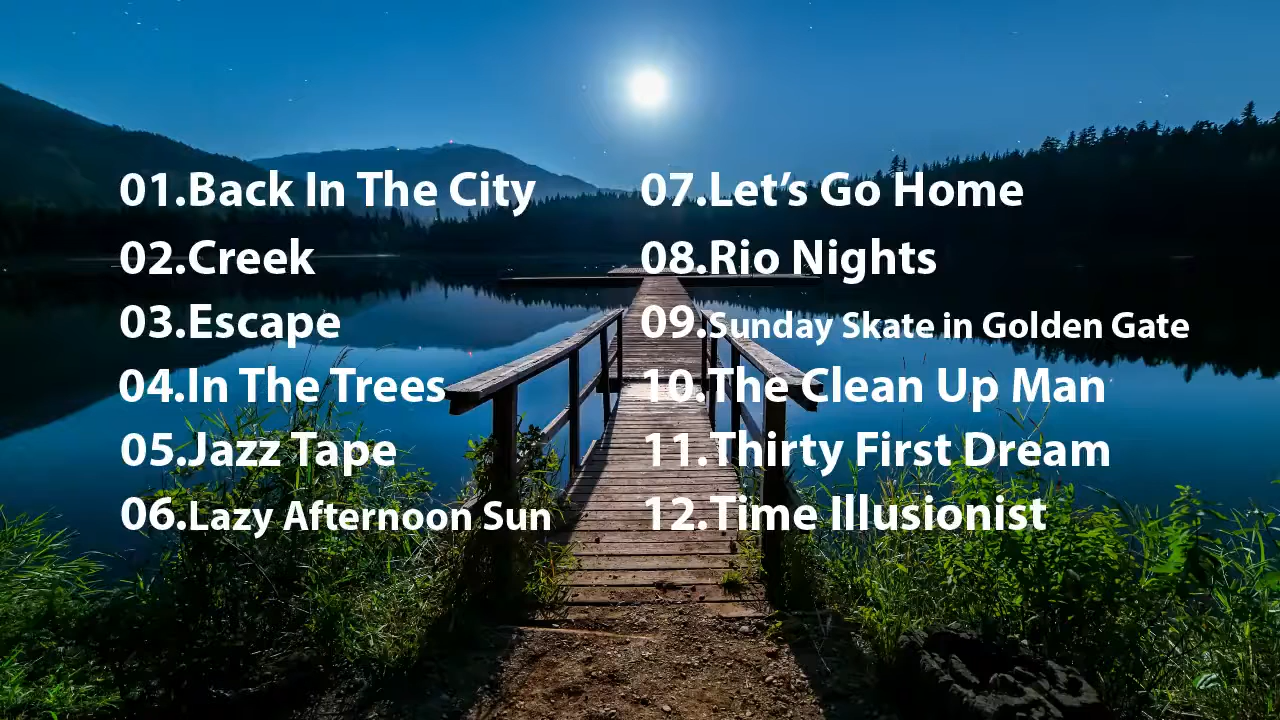 01.Back In The City
02.Creek
03.Escape
04.In The Trees
05.Jazz Tape
06.Lazy Afternoon Sun
07.Let’s Go Home
08.Rio Nights
09.Sunday Skate in Golden Gate
10.The Clean Up Man
11.Thirty First Dream
12.Time Illusionist